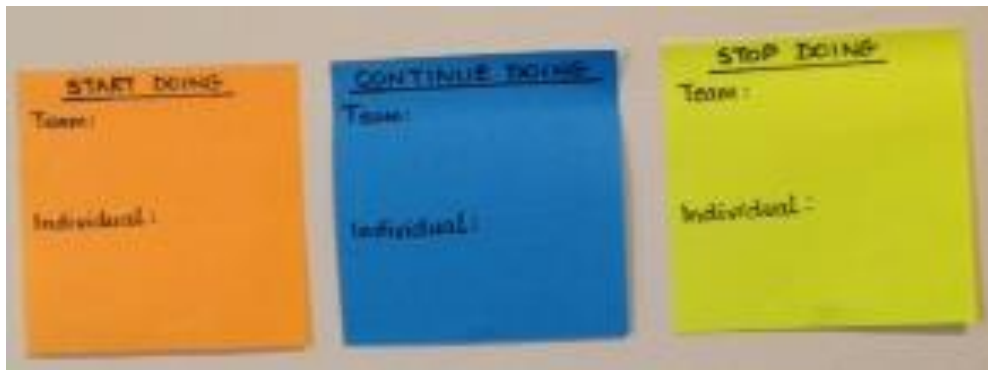 START DOING
Team:
Individual:
CONTINUE DOING
Team:
Individual:
STOP DOING
Team:
Individual: